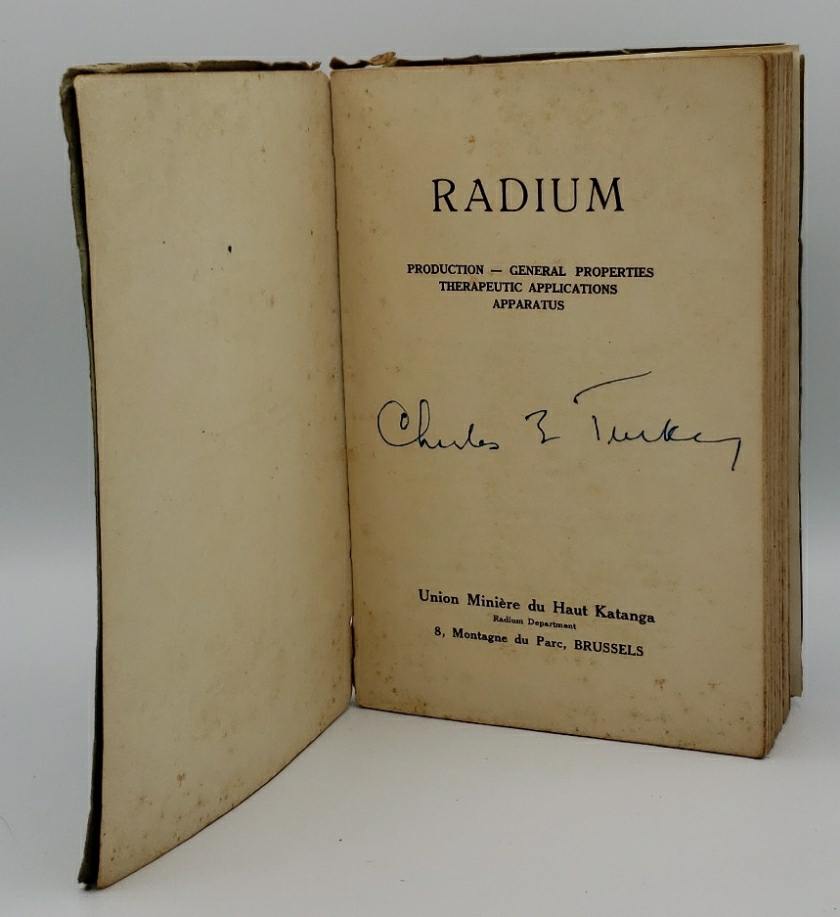 RADIUM
PRODUCTION — GENERAL PROPERTIES
THERAPEUTIC APPLICATIONS
APPARATUS
Charles E Turkey
Union Minière du Haut Katanga
Radium Department
8, Montagne du Parc, BRUSSELS